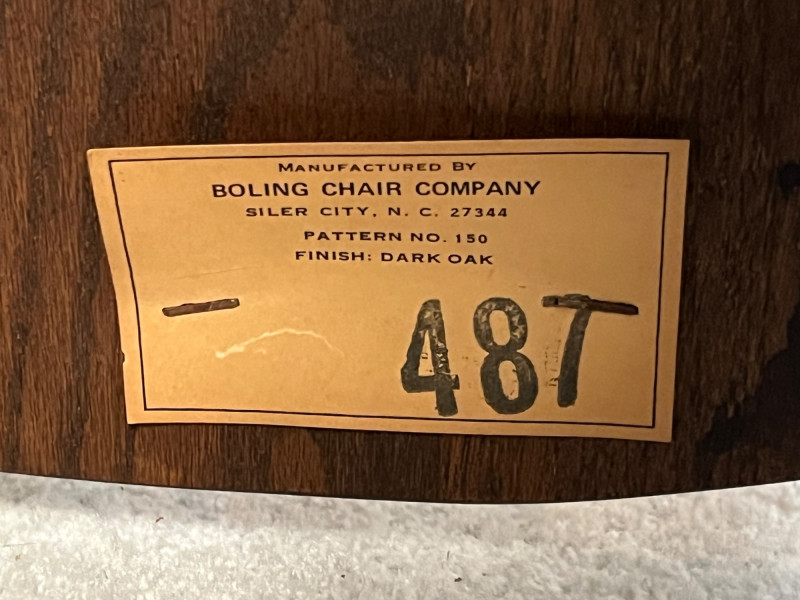 MANUFACTURED BY
BOLING CHAIR COMPANY
SILER CITY, N. C. 27344
PATTERN NO. 150
FINISH: DARK OAK
48T